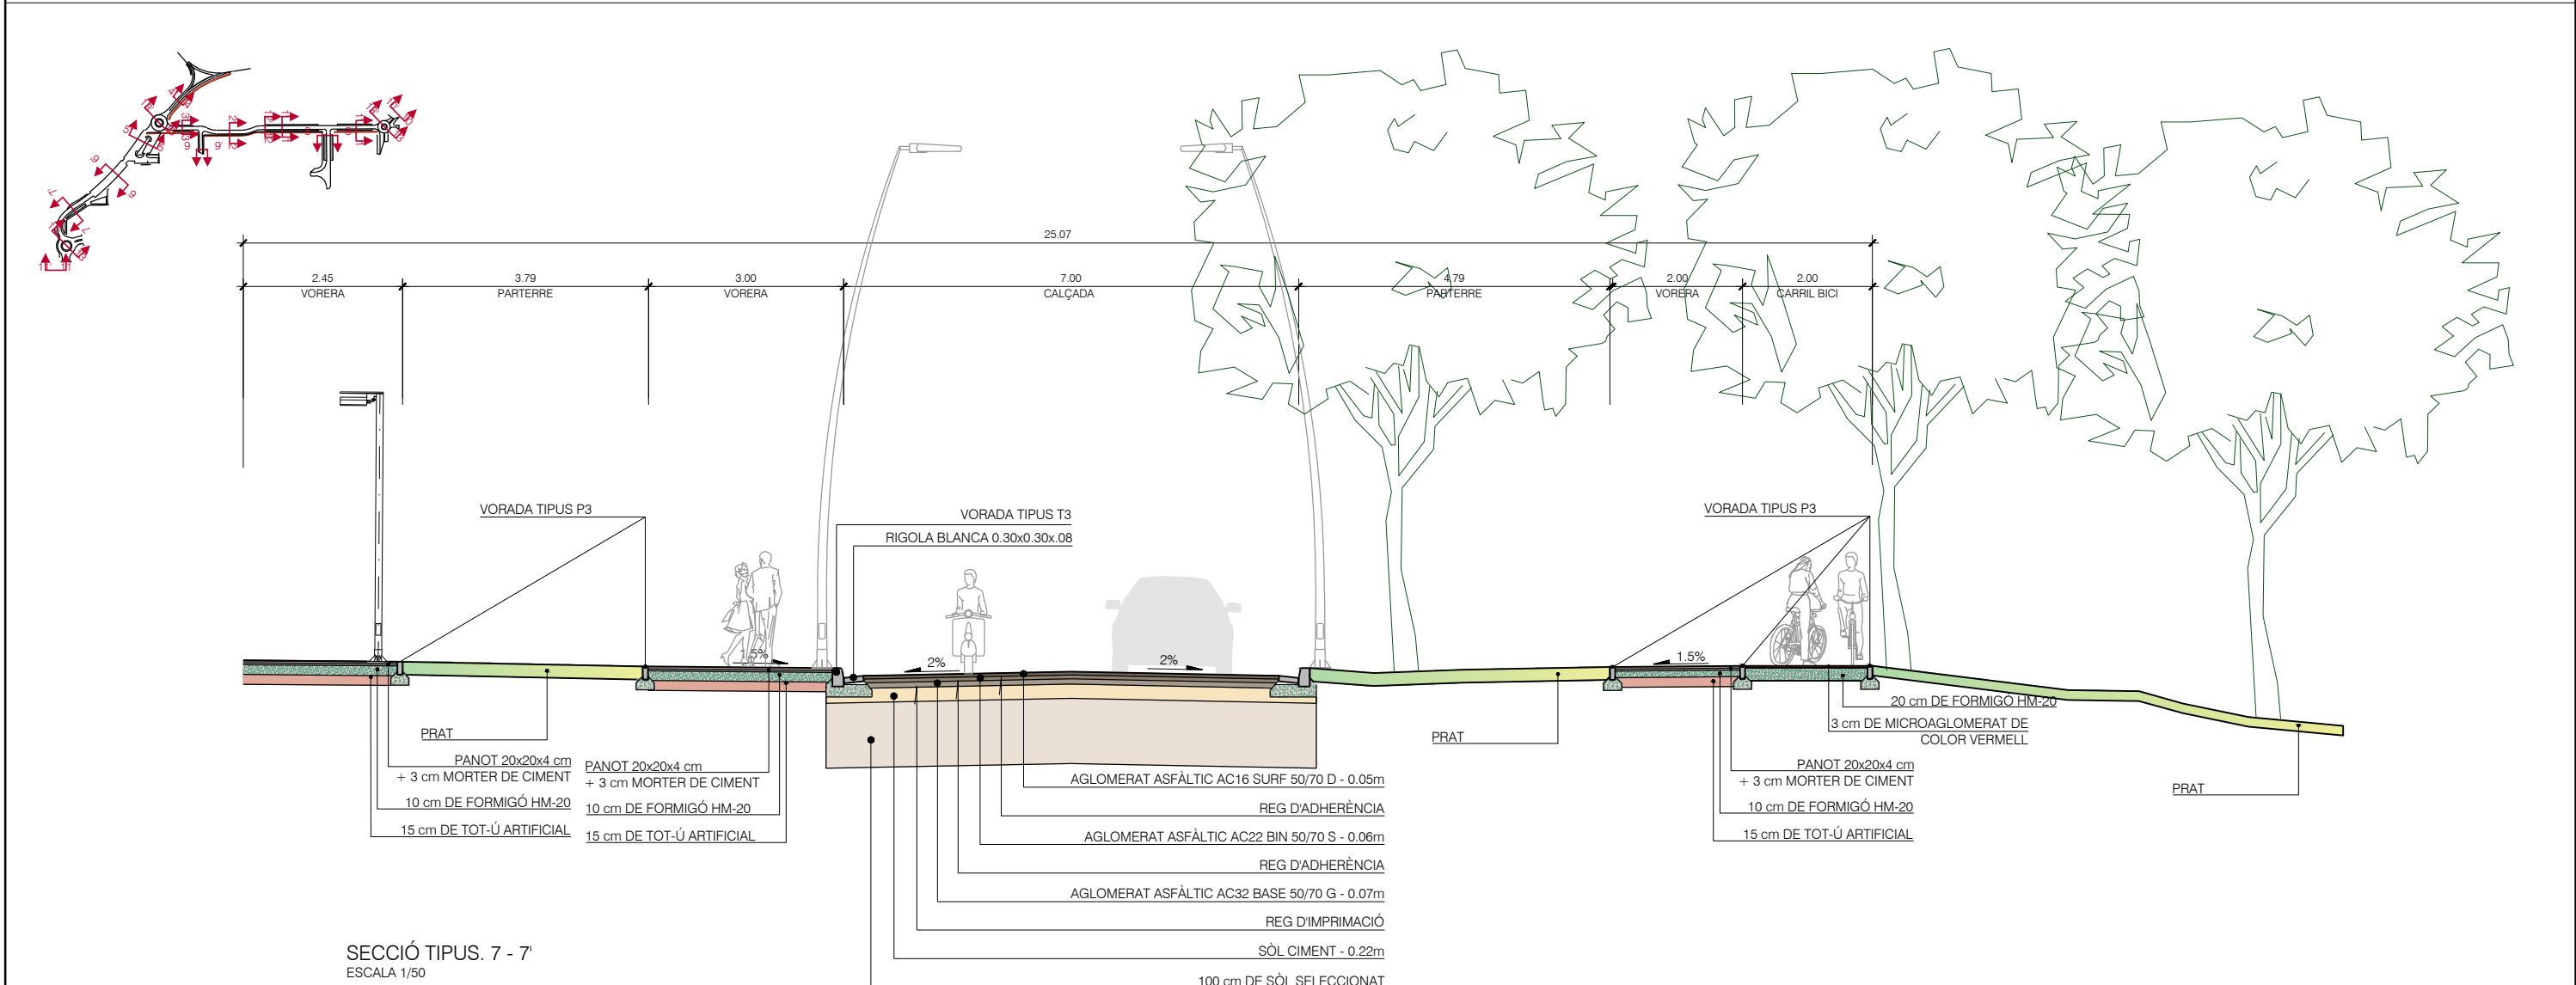 25.07
2.45
3.79
3.00
7.00
4.79
2.00
2.00
VORERA
PARTERRE
VORERA
CALÇADA
PARTERRE
VORERA
CARRIL BICI
VORADA TIPUS P3
VORADA TIPUS T3
RIGOLA BLANCA 0.30x0.30x.08
VORADA TIPUS P3
2%
2%
1.5%
PRAT
PANOT 20x20x4 cm
+ 3 cm MORTER DE CIMENT
10 cm DE FORMIGÓ HM-20
15 cm DE TOT-Ú ARTIFICIAL
PANOT 20x20x4 cm
+ 3 cm MORTER DE CIMENT
10 cm DE FORMIGÓ HM-20
15 cm DE TOT-Ú ARTIFICIAL
AGLOMERAT ASFÀLTIC AC16 SURF 50/70 D - 0.05m
REG D'ADHERÈNCIA
AGLOMERAT ASFÀLTIC AC22 BIN 50/70 S - 0.06m
REG D'ADHERÈNCIA
AGLOMERAT ASFÀLTIC AC32 BASE 50/70 G - 0.07m
REG D'IMPRIMACIÓ
SÒL CIMENT - 0.22m
100 cm DE SÒL SELECCIONAT
PRAT
20 cm DE FORMIGÓ HM-20
3 cm DE MICROAGLOMERAT DE
COLOR VERMELL
PANOT 20x20x4 cm
+ 3 cm MORTER DE CIMENT
10 cm DE FORMIGÓ HM-20
15 cm DE TOT-Ú ARTIFICIAL
PRAT
SECCIÓ TIPUS. 7 - 7'
ESCALA 1/50